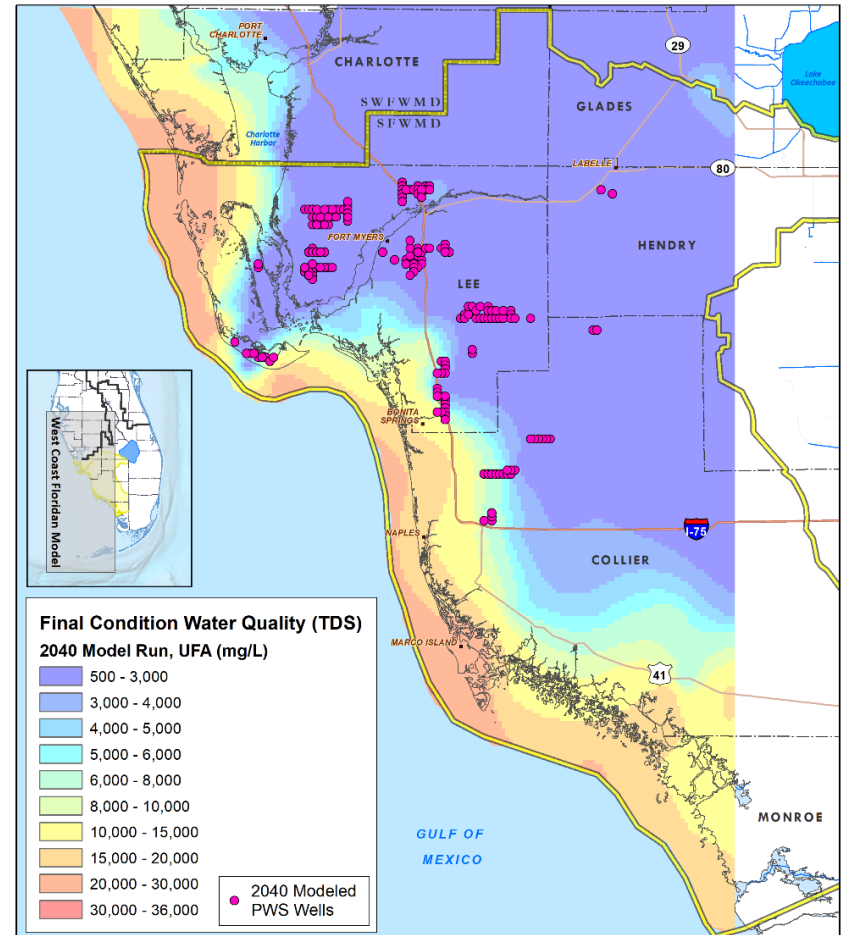 PORT
CHARLOTTE
CHARLOTTE
29
Lake
Okeechobee
SWFWMD
SFWMD
GLADES
Charlotte
Harbor
LABELLE
80
FORT MYERS
HENDRY
LEE
BONITA
SPRINGS
West Coast Floridan Model
I-75
NAPLES
COLLIER
MARCO ISLAND
41
GULF OF
MEXICO
MONROE
Final Condition Water Quality (TDS)
2040 Model Run, UFA (mg/L)
500 - 3,000
3,000 - 4,000
4,000 - 5,000
5,000 - 6,000
6,000 - 8,000
8,000 - 10,000
10,000 - 15,000
15,000 - 20,000
20,000 - 30,000
30,000 - 36,000
2040 Modeled
PWS Wells